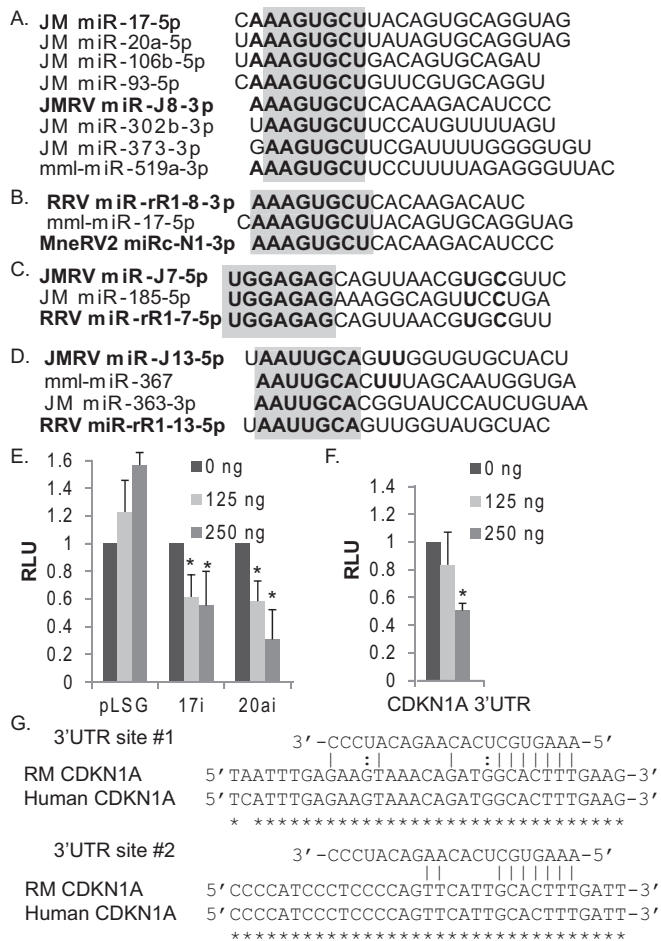 A. JM miR-17-5p CAAAGUGCUUACAGUGCAGGUAG
JM miR-20a-5p UAAAGUGCUUAUAGUGCAGGUAG
JM miR-106b-5p UAAAGUGCUGACAGUGCAGAU
JM miR-93-5p CAAAGUGCUGUUCGUGCAGGU
JMRV miR-J8-3p AAAGUGCUCACAAGACAUCCC
JM miR-302b-3p UAAGUGCUUCCAUGUUUUAGU
JM miR-373-3p GAAGUGCUUCGAUUUUGGGGUGU
mml-miR-519a-3p AAAGUGCUUCCUUUUAGAGGGUUAC
B. RRV miR-rR1-8-3p AAAGUGCUCACAAGACAUC
mml-miR-17-5p CAAAGUGCUUACAGUGCAGGUAG
MneRV2 miRc-N1-3p AAAGUGCUCACAAGACAUCCC
C. JMRV miR-J7-5p UGGAGAGCAGUUAACGUGCGUUC
JM miR-185-5p UGGAGAGAAAGGCAGUUCCUGA
RRV miR-rR1-7-5p UGGAGAGCAGUUAACGUGCGUU
D. JMRV miR-J13-5p UAAUUGCAGUUGGUGUGCUACU
mml-miR-367 AAUUGCACUUUAGCAAUGGUGA
JM miR-363-3p AAUUGCACGGUAUCCAUCUGUAA
RRV miR-rR1-13-5p UAAUUGCAGUUGGUAUGCUAC
E.
RLU
1.6
1.4
1.2
1
0.8
0.6
0.4
0.2
0
0 ng
125 ng
250 ng
* * * *
pLSG 17i 20ai
F.
RLU
1.4
1.2
1
0.8
0.6
0.4
0.2
0
0 ng
125 ng
250 ng
*
CDKN1A 3'UTR
G.
3'UTR site #1 3'-CCCUACAGAACACUCGUGAAA-5'
RM CDKN1A 5'TAATTTGAGAAGTAAACAGATGGCACTTTGAAG-3'
Human CDKN1A 5'TCATTTGAGAAGTAAACAGATGGCACTTTGAAG-3'
* *******************************
3'UTR site #2 3'-CCCUACAGAACACUCGUGAAA-5'
RM CDKN1A 5'CCCCATCCCTCCCCAGTTCATTGCACTTTGATT-3'
Human CDKN1A 5'CCCCATCCCTCCCCAGTTCATTGCACTTTGATT-3'
*********************************